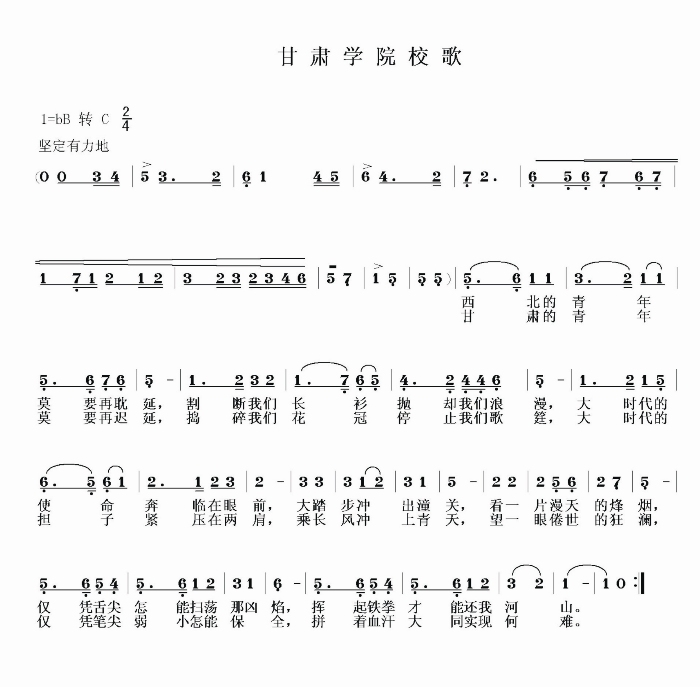 甘肃学院校歌
1=bB 转 C 2/4
坚定有力地
(0 0 3 4 | 5 3. 2 | 6 1 4 5 | 6 4. 2 | 7 2. | 6 5 6 7 6 7 |
1 7 1 2 1 2 | 3 2 3 2 3 4 6 | 5 7 | 1 5 | 5 5 ) | 5. 6 1 1 | 3. 2 1 1 |
西 北的青 年
甘 肃的青 年
5. 6 7 6 | 5 - | 1. 2 3 2 | 1. 7 6 5 | 4. 2 4 4 6 | 5 - | 1. 2 1 5 |
莫 要再耽 延, 割 断我们 长 衫 抛 却我们浪 漫, 大 时代的
莫 要再迟 延, 捣 碎我们 花 冠 停 止我们歌 筵, 大 时代的
6. 5 6 1 | 2. 1 2 3 | 2 - | 3 3 | 3 1 2 | 3 1 | 5 - | 2 2 | 2 5 6 | 2 7 | 5 - |
使 命 奔 临在眼 前, 大踏 步冲 出潼 关, 看一 片漫天 的烽 烟,
担 子 紧 压在两 肩, 乘长 风冲 上青 天, 望一 眼倦世 的狂 澜,
5. 6 5 4 | 5. 6 1 2 | 3 1 | 6 - | 5. 6 5 4 | 5. 6 1 2 | 3 2 | 1 - | 1 0 :|
仅 凭舌尖 怎 能扫荡 那凶 焰, 挥 起铁拳 才 能还我 河 山。
仅 凭笔尖 弱 小怎能 保 全, 拼 着血汗 大 同实现 何 难。